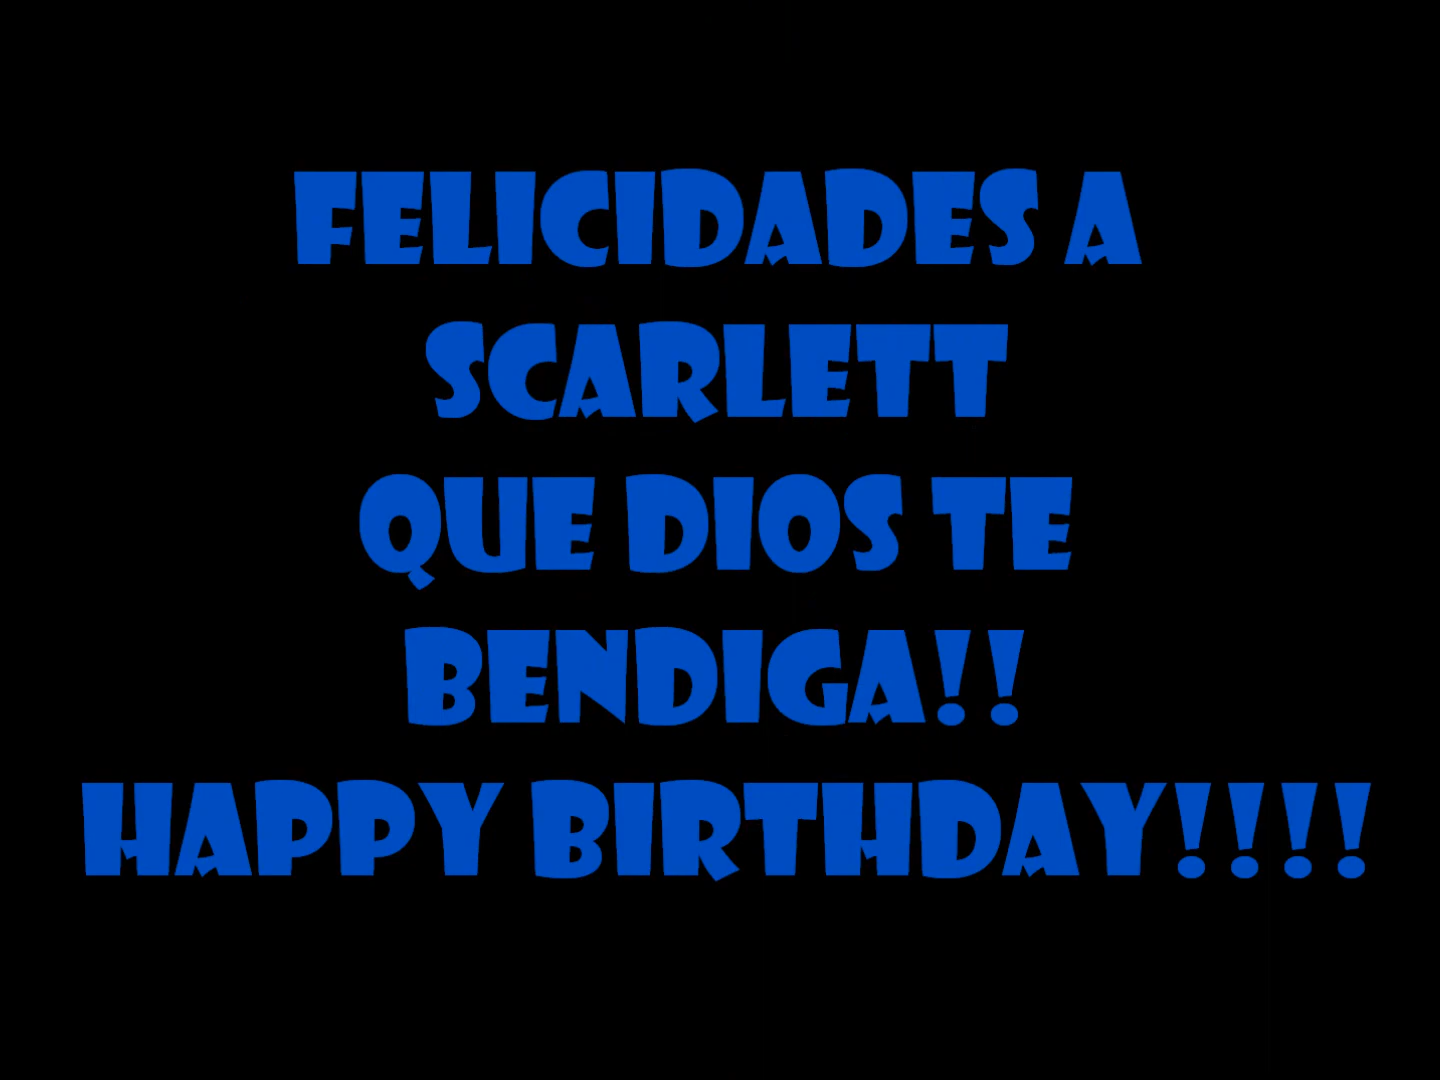 FELICIDADES A
SCARLETT
QUE DIOS TE
BENDIGA!!
HAPPY BIRTHDAY!!!!